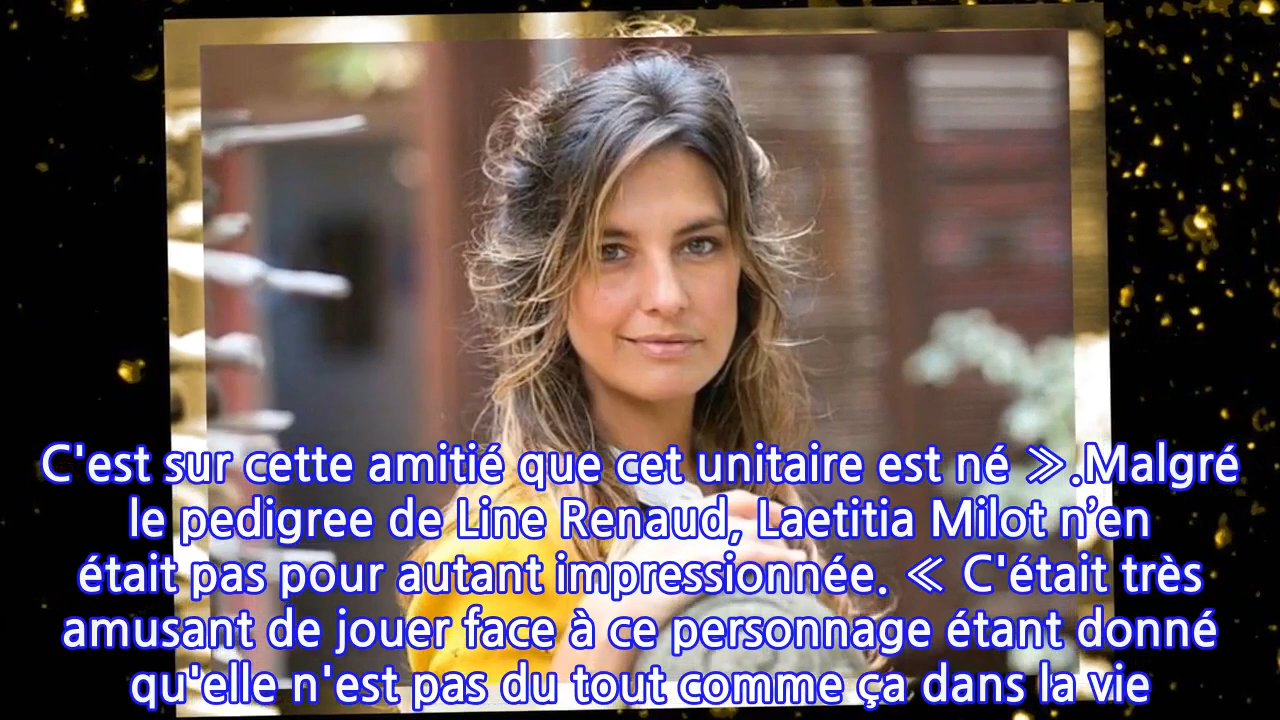 C'est sur cette amitié que cet unitaire est né ».Malgré
le pedigree de Line Renaud, Laetitia Milot n’en
était pas pour autant impressionnée. « C'était très
amusant de jouer face à ce personnage étant donné
qu'elle n'est pas du tout comme ça dans la vie